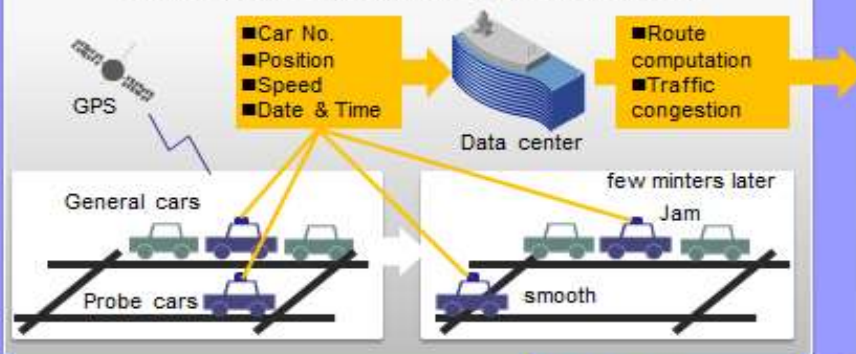 ■Car No.
■Position
■Speed
■Date & Time
■Route
computation
■Traffic
congestion
GPS
Data center
General cars
Probe cars
few minters later
Jam
smooth